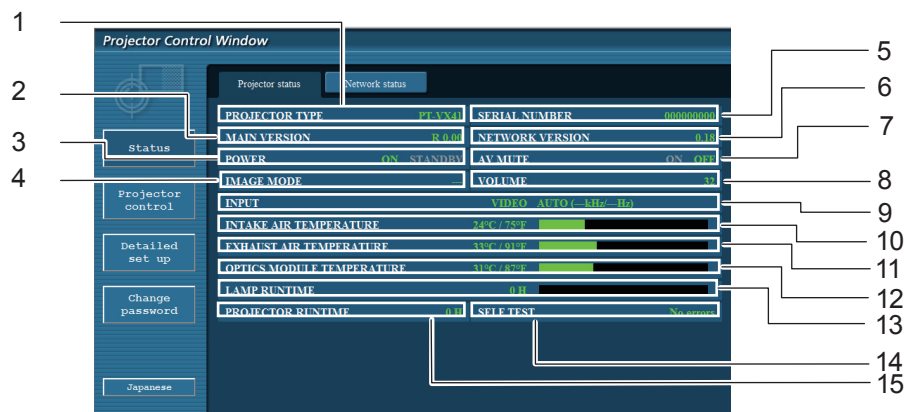 1
Projector Control Window
5
Projector status Network status
6
2
PROJECTOR TYPE PT-VX41 SERIAL NUMBER 000000000
7
MAIN VERSION R 0.00 NETWORK VERSION 0.18
3
Status
POWER ON STANDBY AV MUTE ON OFF
4
IMAGE MODE — VOLUME 32
8
Projector control
INPUT VIDEO AUTO (—kHz/—Hz)
9
INTAKE AIR TEMPERATURE 24°C / 75°F
10
Detailed set up
EXHAUST AIR TEMPERATURE 33°C / 91°F
11
OPTICS MODULE TEMPERATURE 31°C / 87°F
12
LAMP RUNTIME 0 H
13
Change password
PROJECTOR RUNTIME 0 H SELF TEST No errors
14
15
Japanese